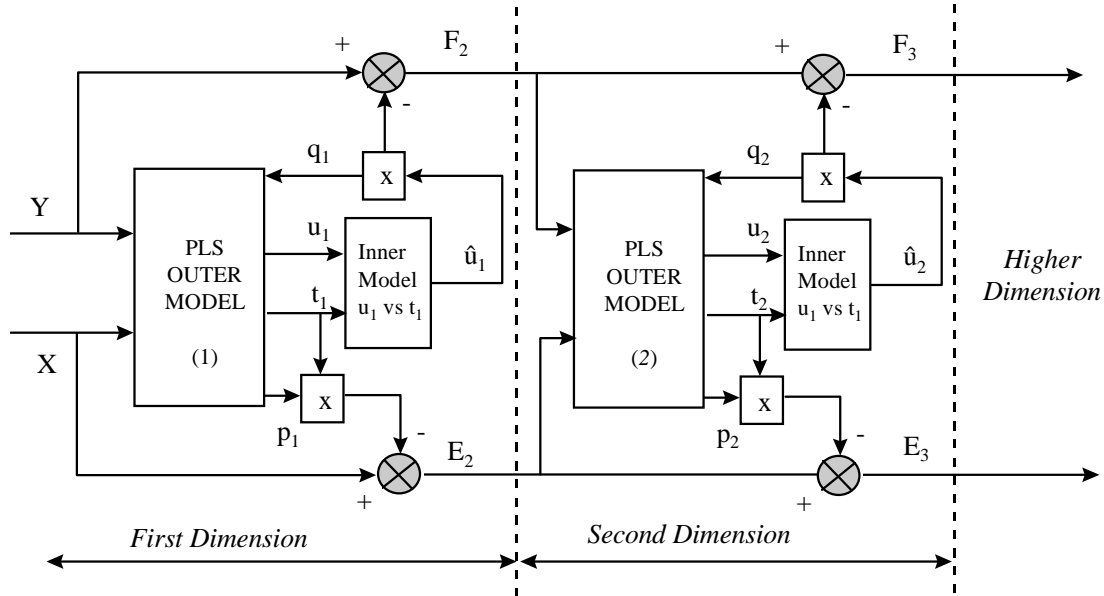 +
F₂
+
F₃
-
-
q₁
x
q₂
x
Y
u₁
û₁
u₂
û₂
PLS
OUTER
MODEL
(1)
Inner
Model
u₁ vs t₁
PLS
OUTER
MODEL
(2)
Inner
Model
u₁ vs t₁
Higher
Dimension
t₁
t₂
X
x
x
p₁
-
p₂
-
E₂
E₃
+
+
First Dimension
Second Dimension